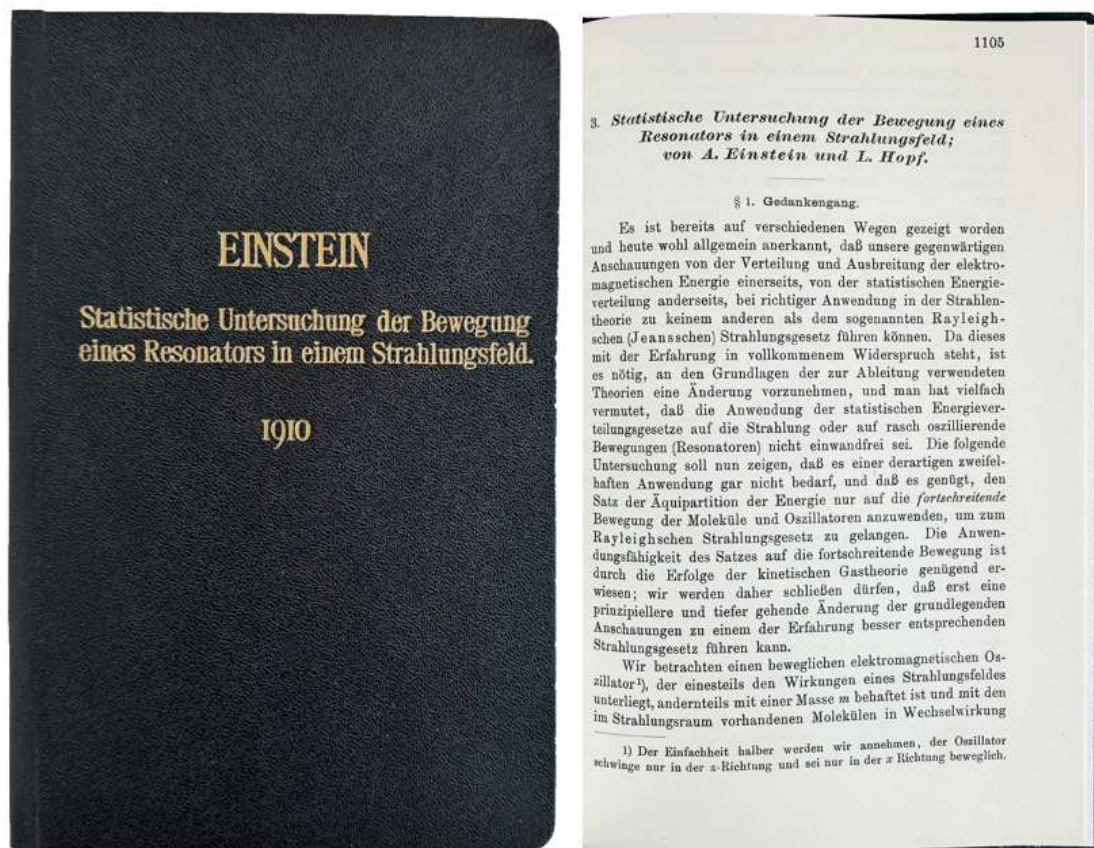 EINSTEIN
Statistische Untersuchung der Bewegung
eines Resonators in einem Strahlungsfeld.
1910
1105
3. Statistische Untersuchung der Bewegung eines
Resonators in einem Strahlungsfeld;
von A. Einstein und L. Hopf.
§ 1. Gedankengang.
Es ist bereits auf verschiedenen Wegen gezeigt worden
und heute wohl allgemein anerkannt, daß unsere gegenwärtigen
Anschauungen von der Verteilung und Ausbreitung der elektro-
magnetischen Energie einerseits, von der statistischen Energie-
verteilung anderseits, bei richtiger Anwendung in der Strahlen-
theorie zu keinem anderen als dem sogenannten Rayleigh-
schen (Jeansschen) Strahlungsgesetz führen können. Da dieses
mit der Erfahrung in vollkommenem Widerspruch steht, ist
es nötig, an den Grundlagen der zur Ableitung verwendeten
Theorien eine Änderung vorzunehmen, und man hat vielfach
vermutet, daß die Anwendung der statistischen Energiever-
teilungsgesetze auf die Strahlung oder auf rasch oszillierende
Bewegungen (Resonatoren) nicht einwandfrei sei. Die folgende
Untersuchung soll nun zeigen, daß es einer derartigen zweifel-
haften Anwendung gar nicht bedarf, und daß es genügt, den
Satz der Äquipartition der Energie nur auf die fortschreitende
Bewegung der Moleküle und Oszillatoren anzuwenden, um zum
Rayleighschen Strahlungsgesetz zu gelangen. Die Anwen-
dungsfähigkeit des Satzes auf die fortschreitende Bewegung ist
durch die Erfolge der kinetischen Gastheorie genügend er-
wiesen; wir werden daher schließen dürfen, daß erst eine
prinzipiellere und tiefer gehende Änderung der grundlegenden
Anschauungen zu einem der Erfahrung besser entsprechenden
Strahlungsgesetz führen kann.
Wir betrachten einen beweglichen elektromagnetischen Os-
zillator¹), der einesteils den Wirkungen eines Strahlungsfeldes
unterliegt, andernteils mit einer Masse m behaftet ist und mit den
im Strahlungsraum vorhandenen Molekülen in Wechselwirkung
1) Der Einfachheit halber werden wir annehmen, der Oszillator
schwinge nur in der z-Richtung und sei nur in der x Richtung beweglich.